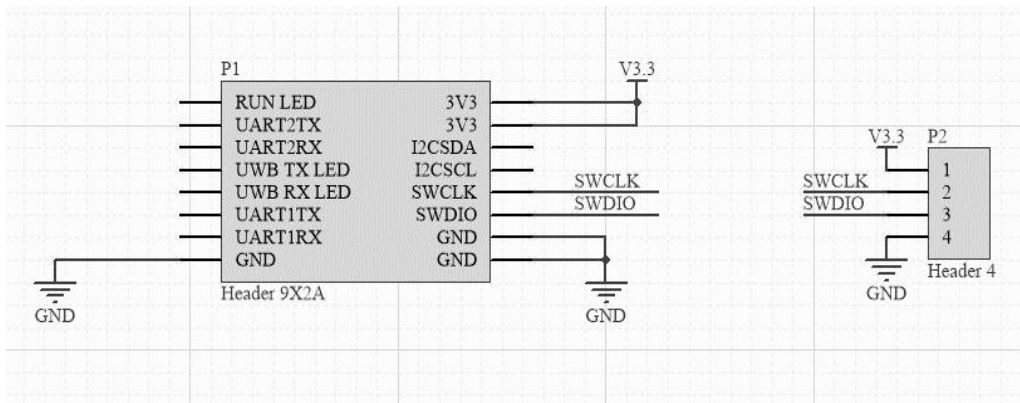 P1
RUN LED
UART2TX
UART2RX
UWB TX LED
UWB RX LED
UART1TX
UART1RX
GND
3V3
3V3
I2CSDA
I2CSCL
SWCLK
SWDIO
GND
GND
Header 9X2A
GND
V3.3
SWCLK
SWDIO
GND
V3.3
P2
SWCLK
SWDIO
1
2
3
4
Header 4
GND